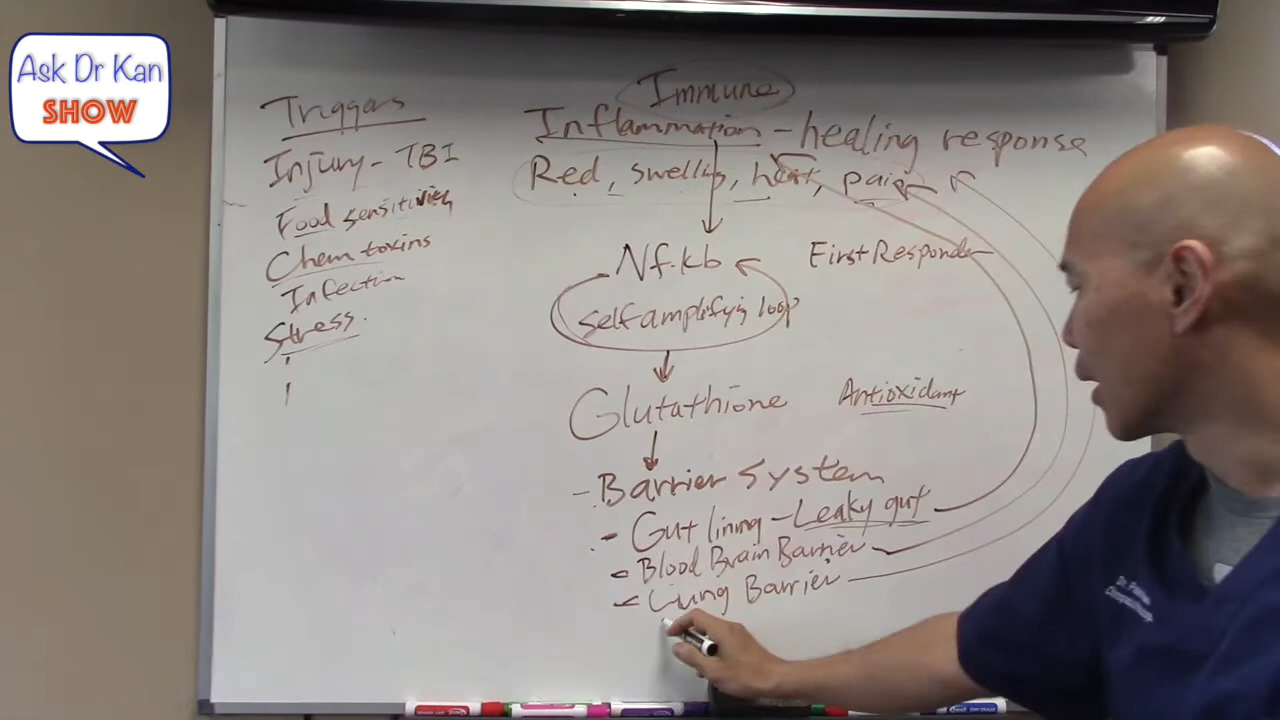 Ask Dr Kan
SHOW
Triggers
Injury - TBI
Food sensitivity
Chem toxins
Infection
Stress.
Immune
Inflammation - healing response
Red, swelling, heat, pain
Nf.kb
First Responder
self amplifying loop
Glutathione
Antioxidant
- Barrier System
- Gut lining - Leaky gut
- Blood Brain Barrier
- Lung Barrier